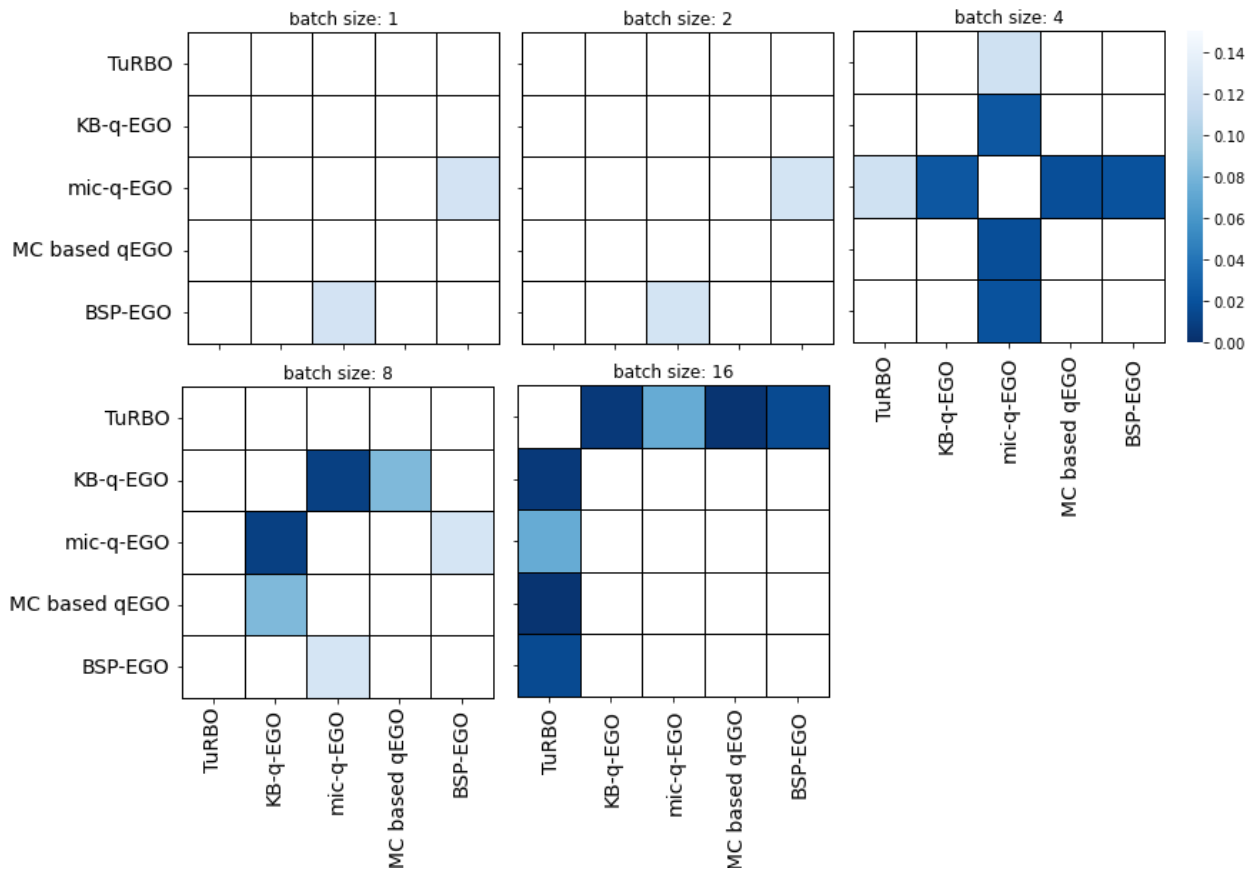 batch size: 1
batch size: 2
batch size: 4
TuRBO
KB-q-EGO
mic-q-EGO
MC based qEGO
BSP-EGO
0.14
0.12
0.10
0.08
0.06
0.04
0.02
0.00
TuRBO
KB-q-EGO
mic-q-EGO
MC based qEGO
BSP-EGO
batch size: 8
batch size: 16
TuRBO
KB-q-EGO
mic-q-EGO
MC based qEGO
BSP-EGO
TuRBO
KB-q-EGO
mic-q-EGO
MC based qEGO
BSP-EGO
TuRBO
KB-q-EGO
mic-q-EGO
MC based qEGO
BSP-EGO